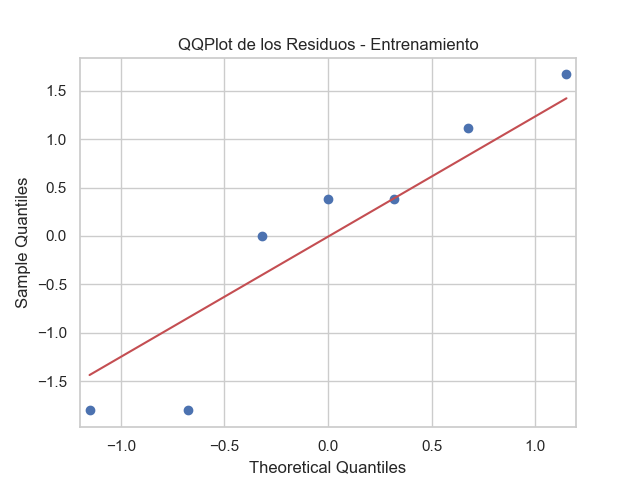 QQPlot de los Residuos - Entrenamiento
1.5
1.0
0.5
0.0
−0.5
−1.0
−1.5
Sample Quantiles
−1.0 −0.5 0.0 0.5 1.0
Theoretical Quantiles